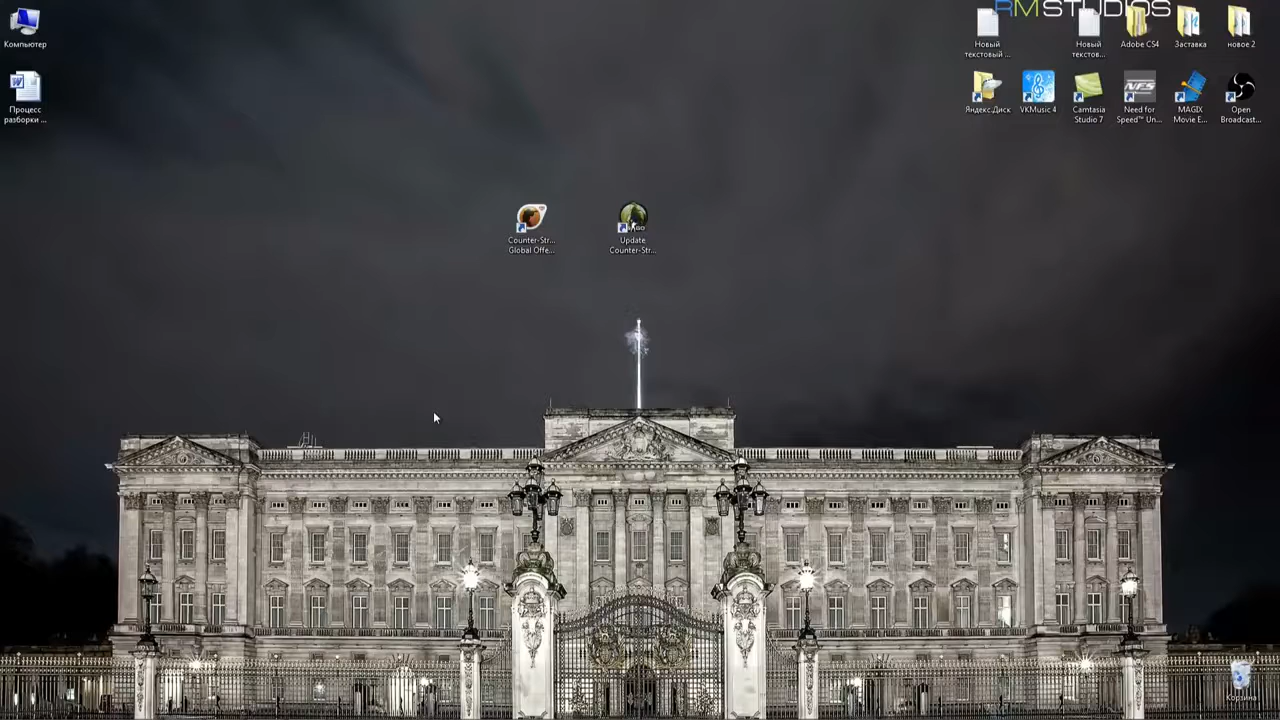 RMSTUDIOS
Компьютер
Новый
текстовый ...
Новый
текстов...
Adobe CS4
Заставка
новое 2
Процесс
разборки ...
Яндекс.Диск
VKMusic 4
Camtasia
Studio 7
NFS
Need for
Speed™ Un...
MAGIX
Movie E...
Open
Broadcast...
Counter-Str...
Global Offe...
Update
Counter-Str...
Корзина